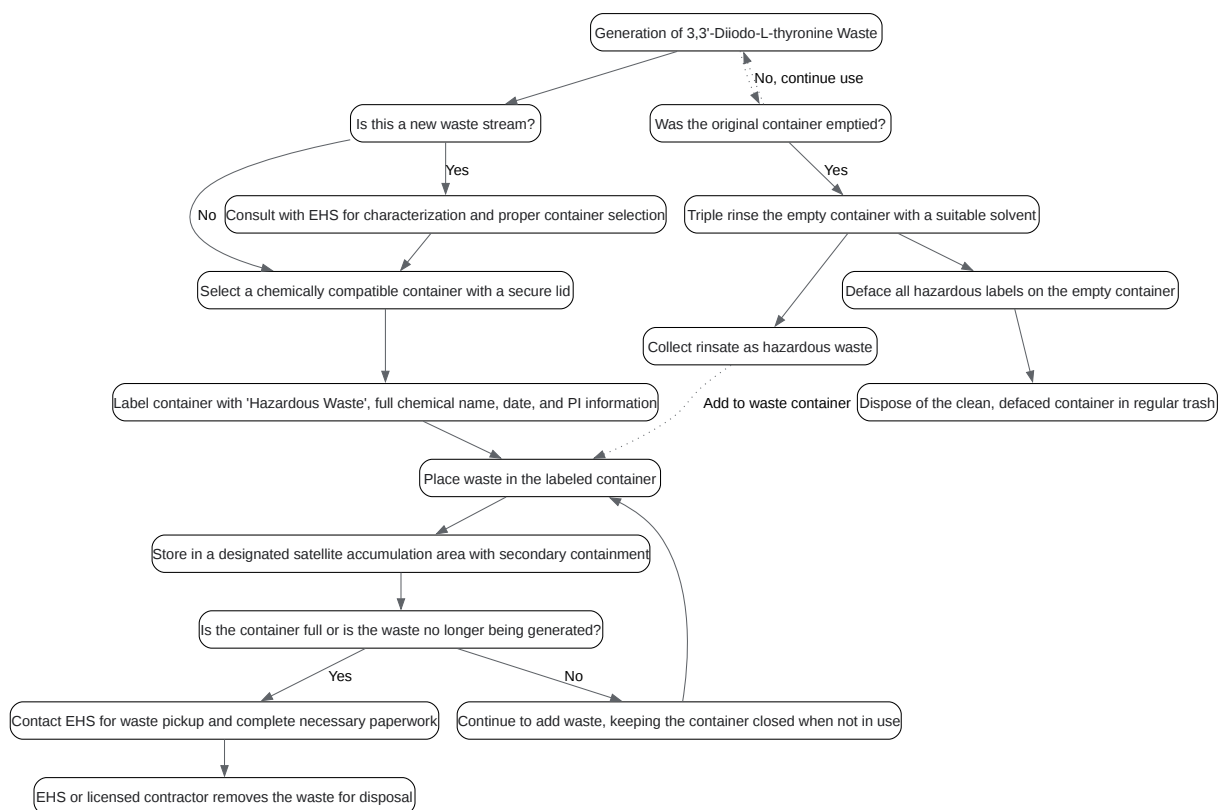 Generation of 3,3'-Diiodo-L-thyronine Waste
No, continue use
Is this a new waste stream?
Was the original container emptied?
Yes
Yes
No
Consult with EHS for characterization and proper container selection
Triple rinse the empty container with a suitable solvent
Select a chemically compatible container with a secure lid
Deface all hazardous labels on the empty container
Collect rinsate as hazardous waste
Label container with 'Hazardous Waste', full chemical name, date, and PI information
Add to waste container
Dispose of the clean, defaced container in regular trash
Place waste in the labeled container
Store in a designated satellite accumulation area with secondary containment
Is the container full or is the waste no longer being generated?
Yes
No
Contact EHS for waste pickup and complete necessary paperwork
Continue to add waste, keeping the container closed when not in use
EHS or licensed contractor removes the waste for disposal